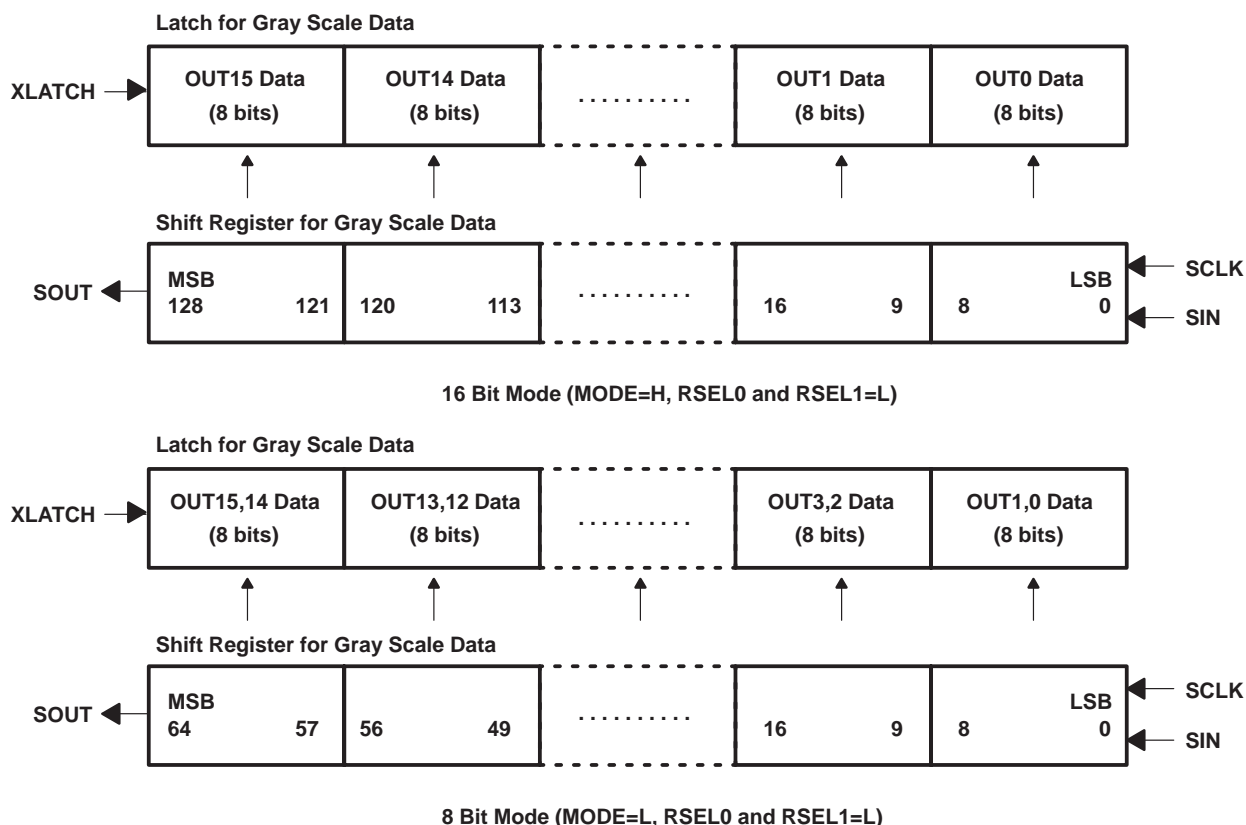 Latch for Gray Scale Data
XLATCH
OUT15 Data
(8 bits)
OUT14 Data
(8 bits)
. . . . . . . . . .
OUT1 Data
(8 bits)
OUT0 Data
(8 bits)
Shift Register for Gray Scale Data
SOUT
MSB
128 121
120 113
. . . . . . . . . .
16 9
LSB
8 0
SCLK
SIN
16 Bit Mode (MODE=H, RSEL0 and RSEL1=L)
Latch for Gray Scale Data
XLATCH
OUT15,14 Data
(8 bits)
OUT13,12 Data
(8 bits)
. . . . . . . . . .
OUT3,2 Data
(8 bits)
OUT1,0 Data
(8 bits)
Shift Register for Gray Scale Data
SOUT
MSB
64 57
56 49
. . . . . . . . . .
16 9
LSB
8 0
SCLK
SIN
8 Bit Mode (MODE=L, RSEL0 and RSEL1=L)